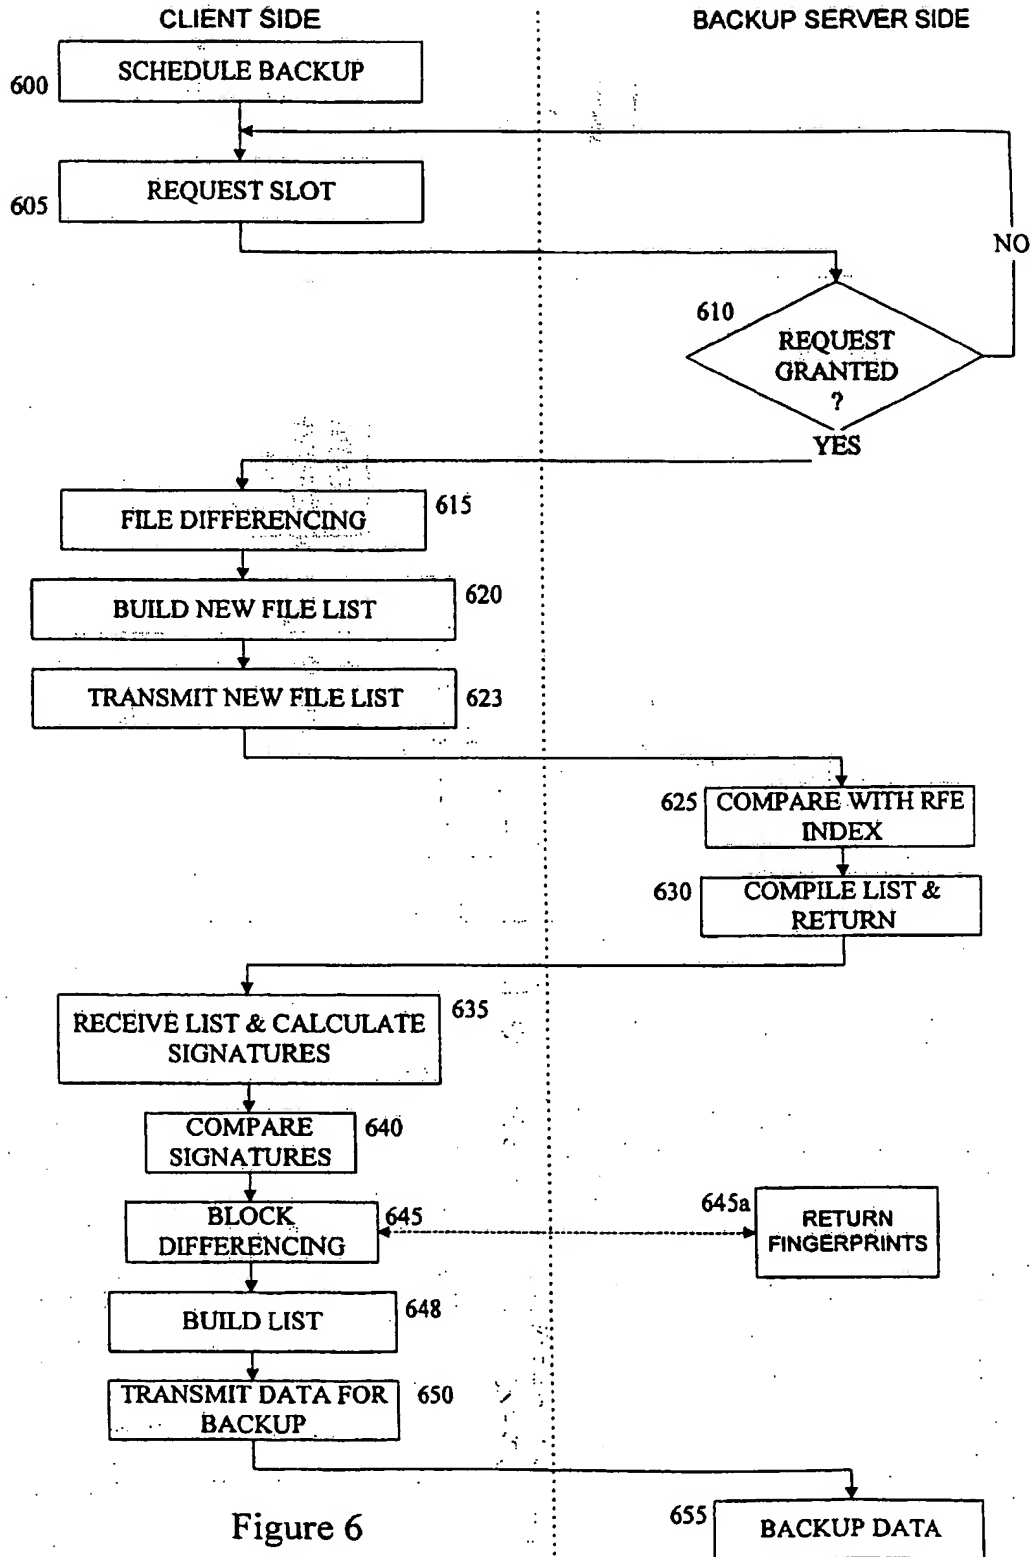 CLIENT SIDE
BACKUP SERVER SIDE
600
SCHEDULE BACKUP
605
REQUEST SLOT
NO
610
REQUEST
GRANTED
?
YES
FILE DIFFERENCING
615
BUILD NEW FILE LIST
620
TRANSMIT NEW FILE LIST
623
625
COMPARE WITH RFE
INDEX
630
COMPILE LIST &
RETURN
RECEIVE LIST & CALCULATE
SIGNATURES
635
COMPARE
SIGNATURES
640
BLOCK
DIFFERENCING
645
645a
RETURN
FINGERPRINTS
BUILD LIST
648
TRANSMIT DATA FOR
BACKUP
650
655
BACKUP DATA
Figure 6